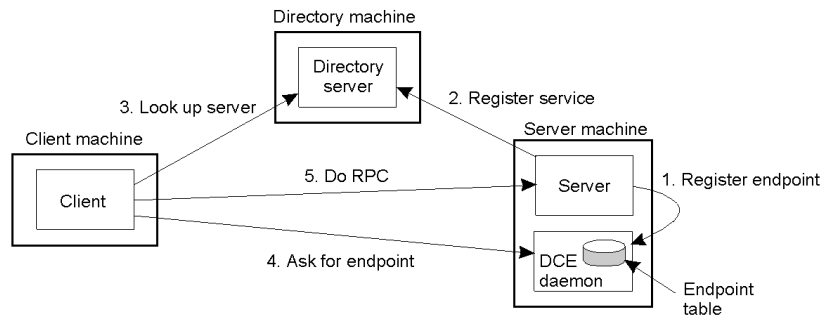 Directory machine
Directory
server
3. Look up server
2. Register service
Client machine
Server machine
Client
5. Do RPC
Server
1. Register endpoint
4. Ask for endpoint
DCE
daemon
Endpoint
table